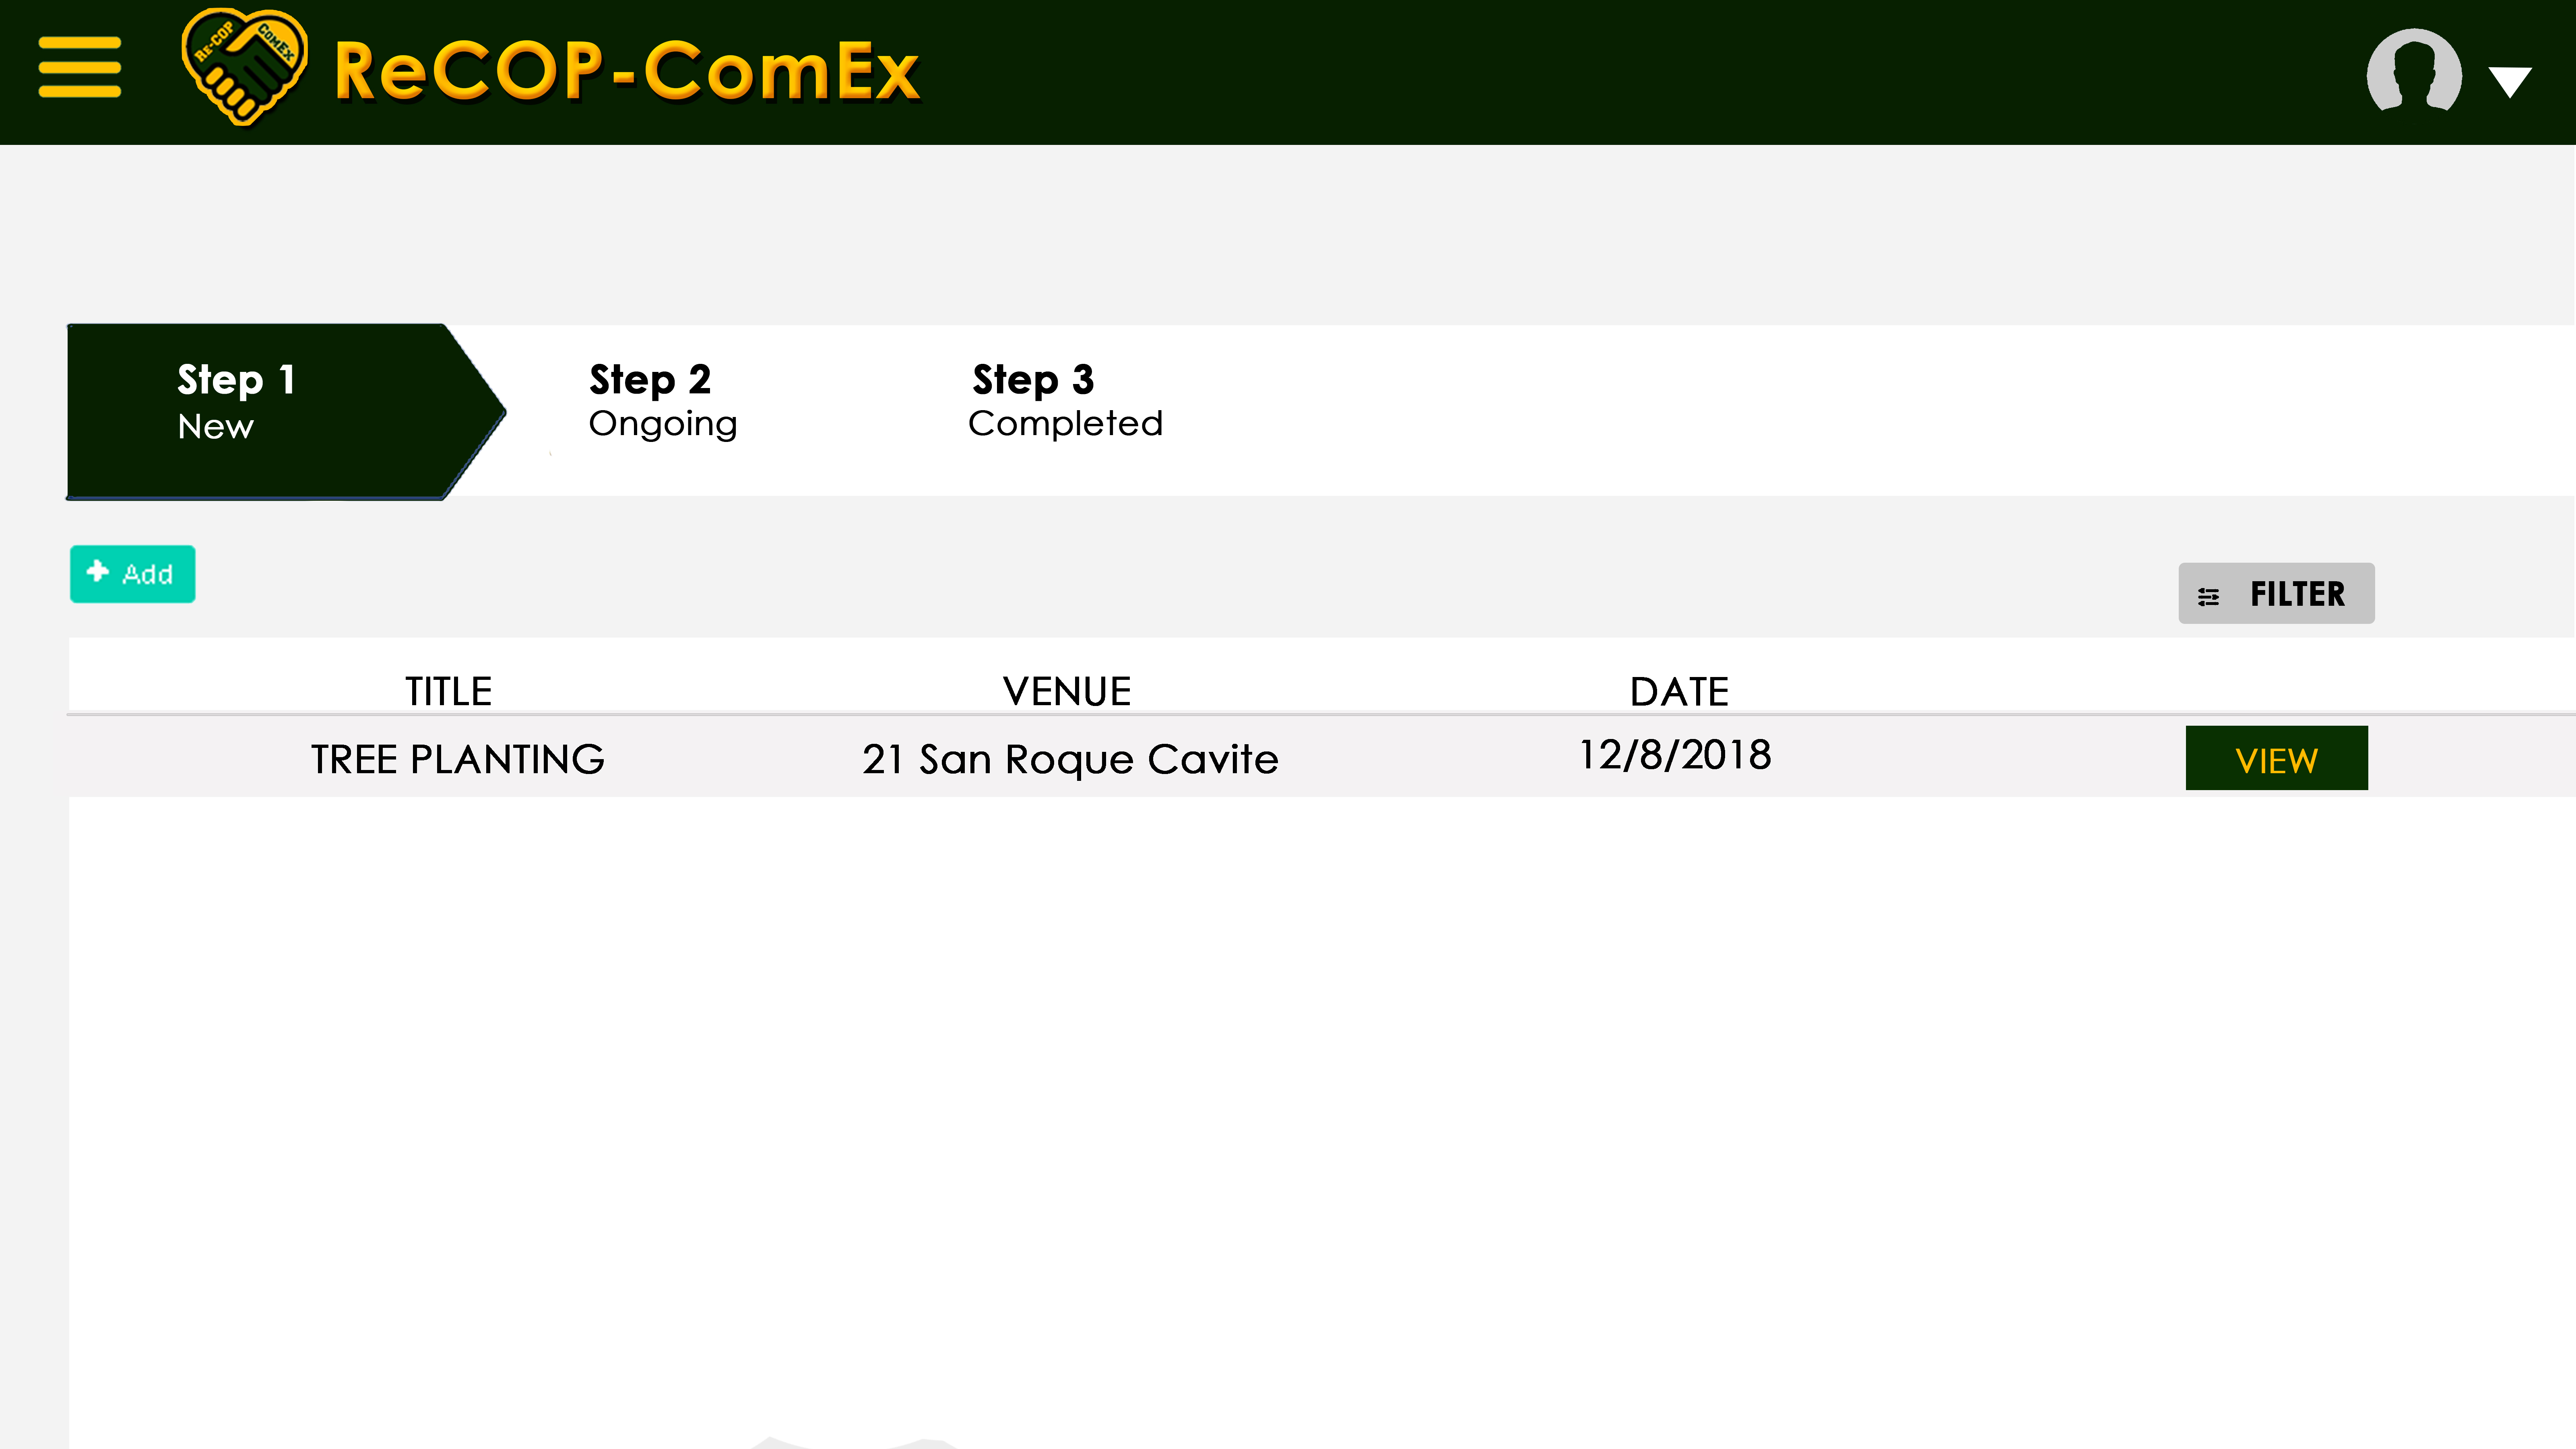 Re-COP ComEx
ReCOP-ComEx
Step 1 Step 2 Step 3
New Ongoing Completed
Add
FILTER
TITLE VENUE DATE
TREE PLANTING 21 San Roque Cavite 12/8/2018 VIEW